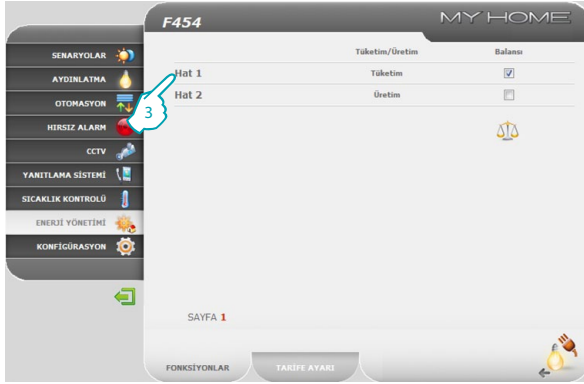 F454
MY HOME
Tüketim/Üretim Balansı
Hat 1 Tüketim
Hat 2 Üretim
3
SENARYOLAR
AYDINLATMA
OTOMASYON
HIRSIZ ALARM
CCTV
YANITLAMA SİSTEMİ
SICAKLIK KONTROLÜ
ENERJİ YÖNETİMİ
KONFİGÜRASYON
SAYFA 1
FONKSİYONLAR TARİFE AYARI